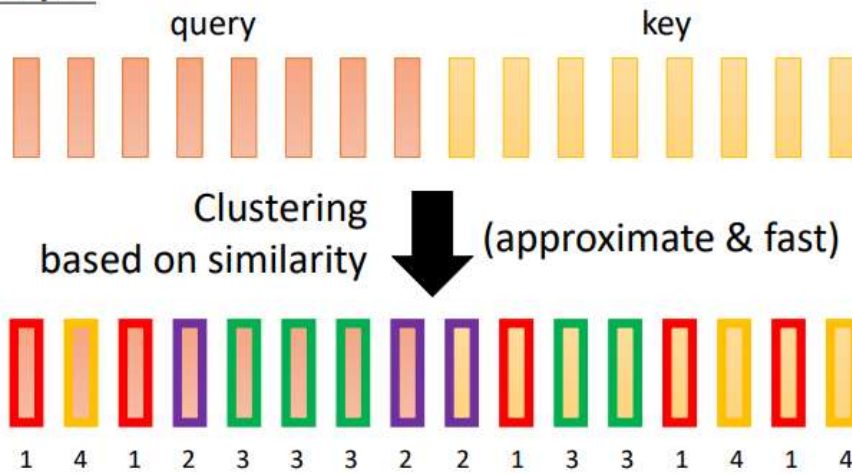 query key
Clustering
based on similarity
(approximate & fast)
1 4 1 2 3 3 3 2 2 1 3 3 1 4 1 4